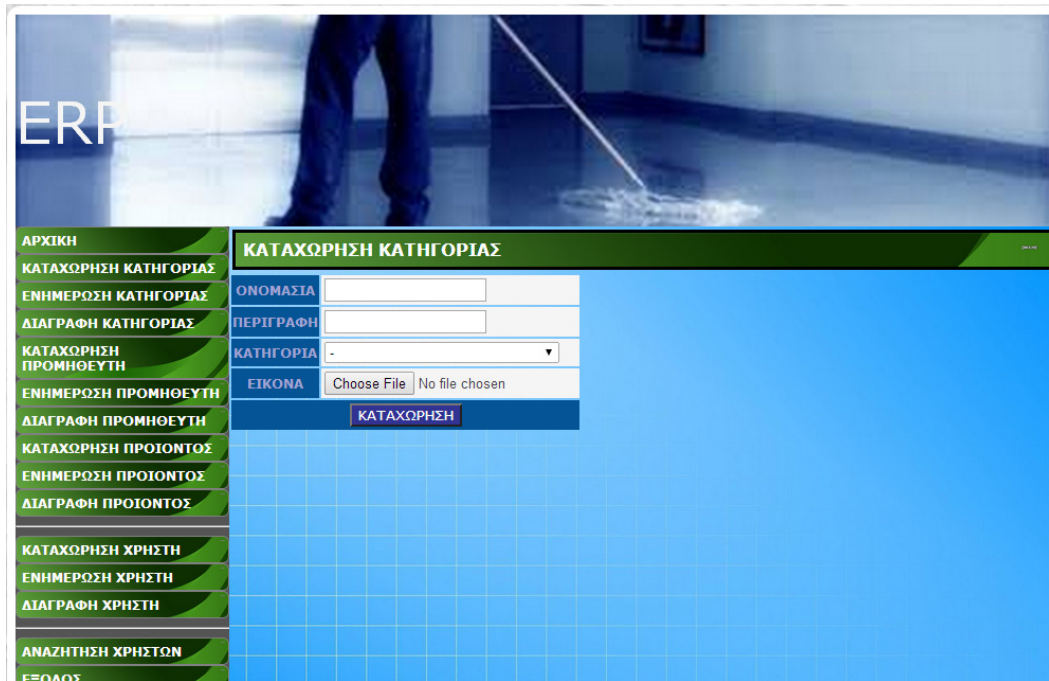 ERP
ΑΡΧΙΚΗ
ΚΑΤΑΧΩΡΗΣΗ ΚΑΤΗΓΟΡΙΑΣ
ΕΝΗΜΕΡΩΣΗ ΚΑΤΗΓΟΡΙΑΣ
ΔΙΑΓΡΑΦΗ ΚΑΤΗΓΟΡΙΑΣ
ΚΑΤΑΧΩΡΗΣΗ
ΠΡΟΜΗΘΕΥΤΗ
ΕΝΗΜΕΡΩΣΗ ΠΡΟΜΗΘΕΥΤΗ
ΔΙΑΓΡΑΦΗ ΠΡΟΜΗΘΕΥΤΗ
ΚΑΤΑΧΩΡΗΣΗ ΠΡΟΙΟΝΤΟΣ
ΕΝΗΜΕΡΩΣΗ ΠΡΟΙΟΝΤΟΣ
ΔΙΑΓΡΑΦΗ ΠΡΟΙΟΝΤΟΣ
ΚΑΤΑΧΩΡΗΣΗ ΧΡΗΣΤΗ
ΕΝΗΜΕΡΩΣΗ ΧΡΗΣΤΗ
ΔΙΑΓΡΑΦΗ ΧΡΗΣΤΗ
ΑΝΑΖΗΤΗΣΗ ΧΡΗΣΤΩΝ
ΕΞΟΔΟΣ
ΚΑΤΑΧΩΡΗΣΗ ΚΑΤΗΓΟΡΙΑΣ
ΟΝΟΜΑΣΙΑ
ΠΕΡΙΓΡΑΦΗ
ΚΑΤΗΓΟΡΙΑ -
ΕΙΚΟΝΑ Choose File No file chosen
ΚΑΤΑΧΩΡΗΣΗ